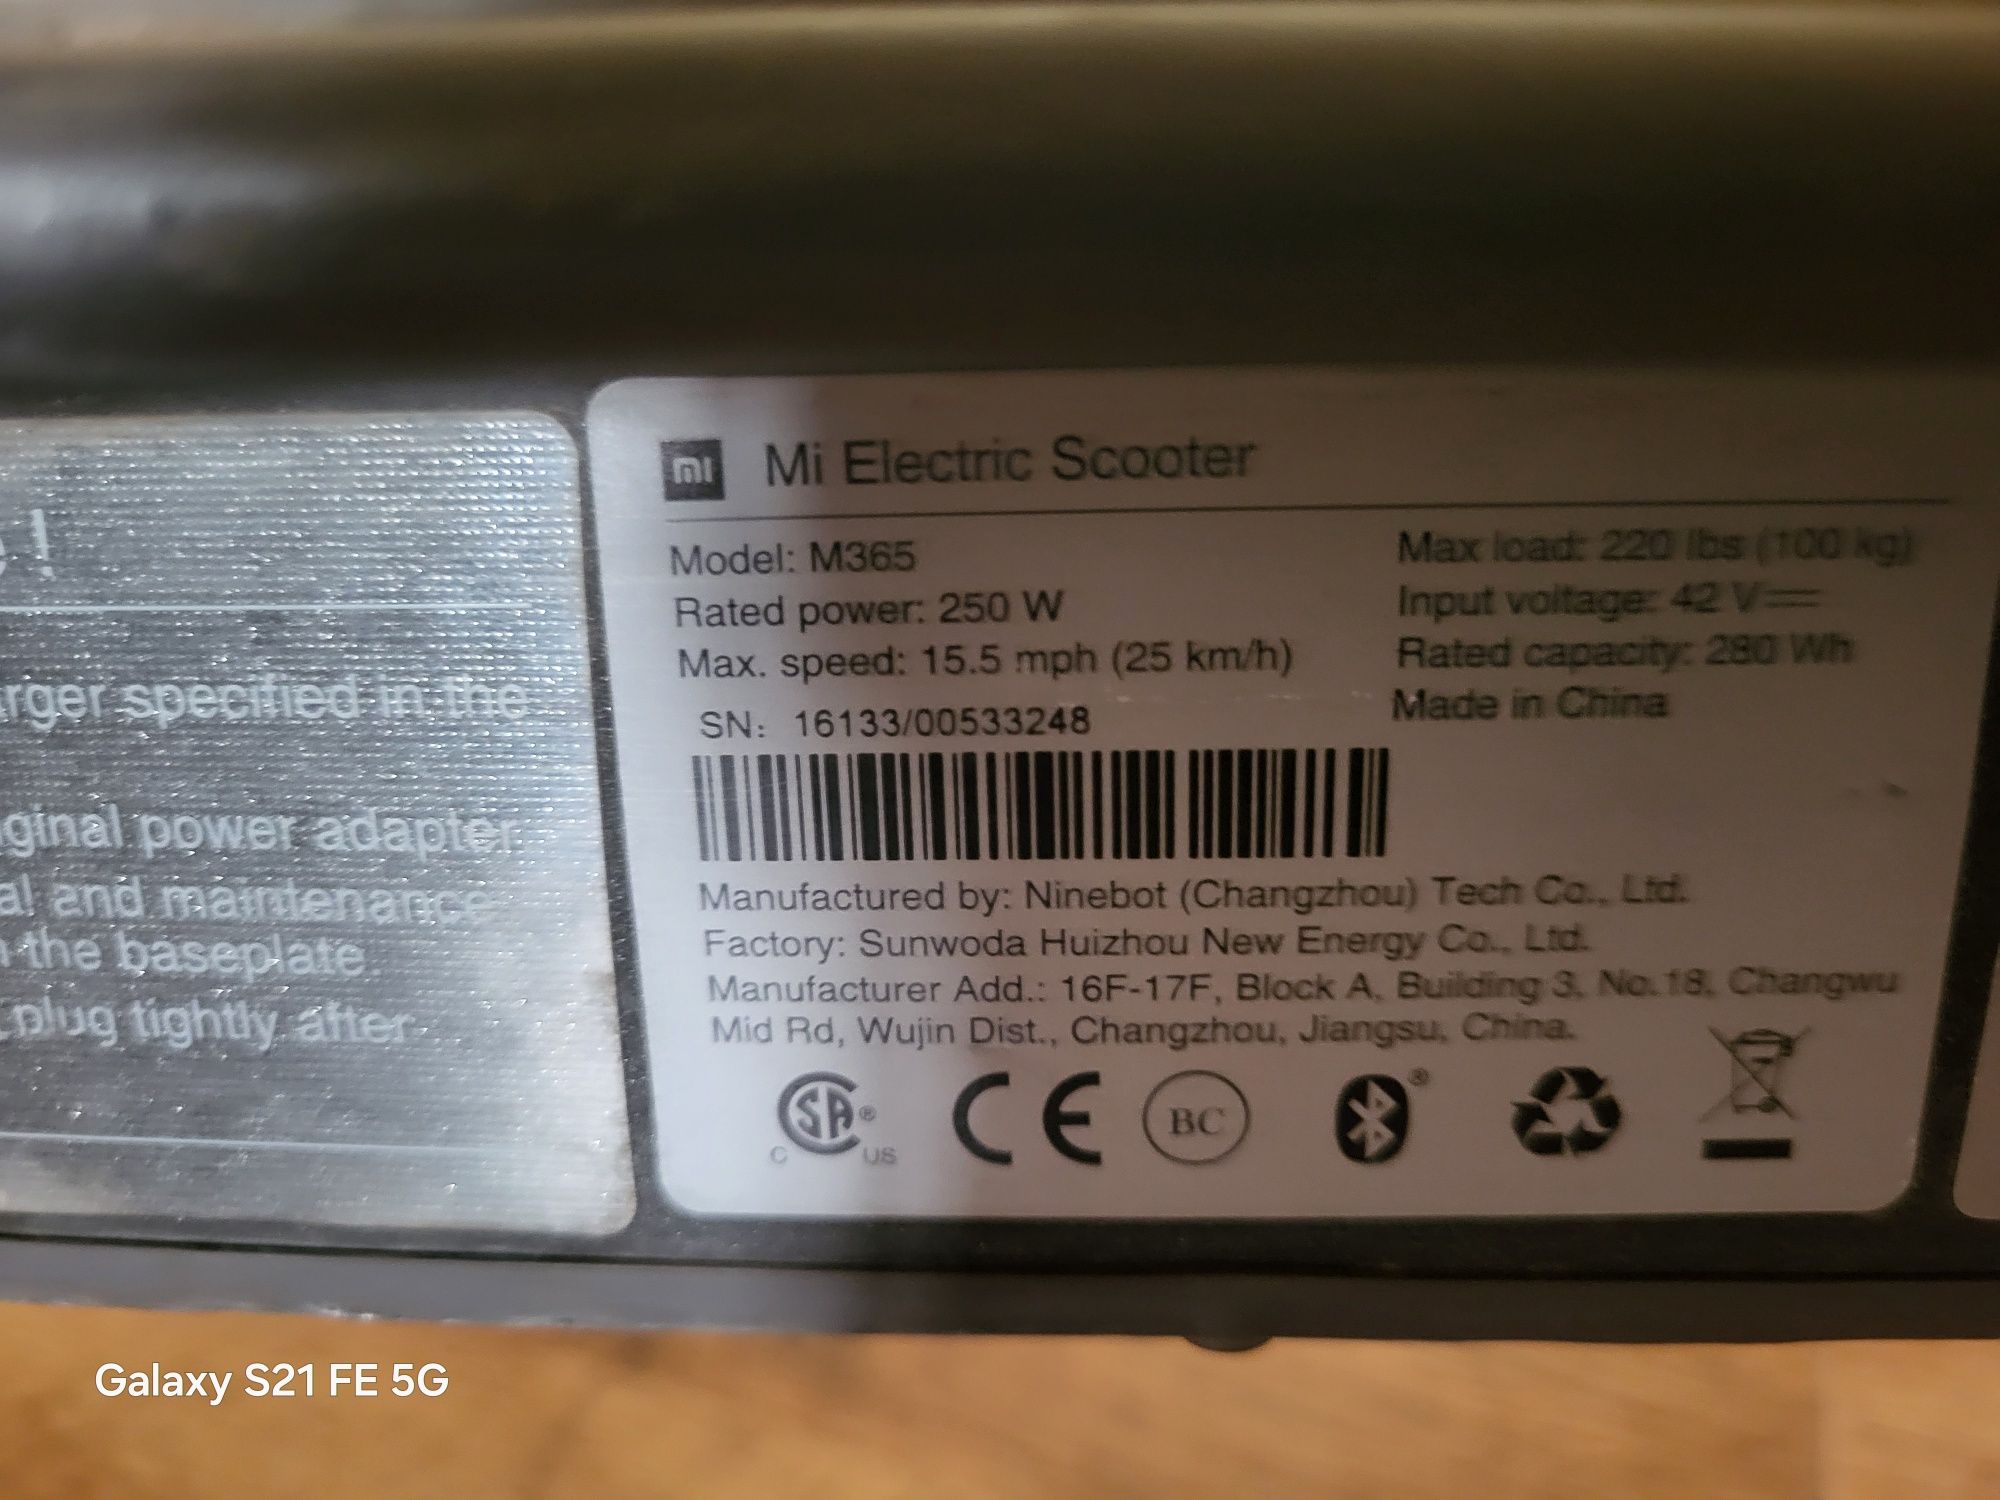 !
rger specified in the
ginal power adapter
al and maintenance
the baseplate.
plug tightly after
mi Mi Electric Scooter
Model: M365
Rated power: 250 W
Max. speed: 15.5 mph (25 km/h)
SN: 16133/00533248
Max load: 220 lbs (100 kg)
Input voltage: 42 V⎓
Rated capacity: 280 Wh
Made in China
Manufactured by: Ninebot (Changzhou) Tech Co., Ltd.
Factory: Sunwoda Huizhou New Energy Co., Ltd.
Manufacturer Add.: 16F-17F, Block A, Building 3, No.18, Changwu
Mid Rd, Wujin Dist., Changzhou, Jiangsu, China.
C SA® US CE BC ®
Galaxy S21 FE 5G